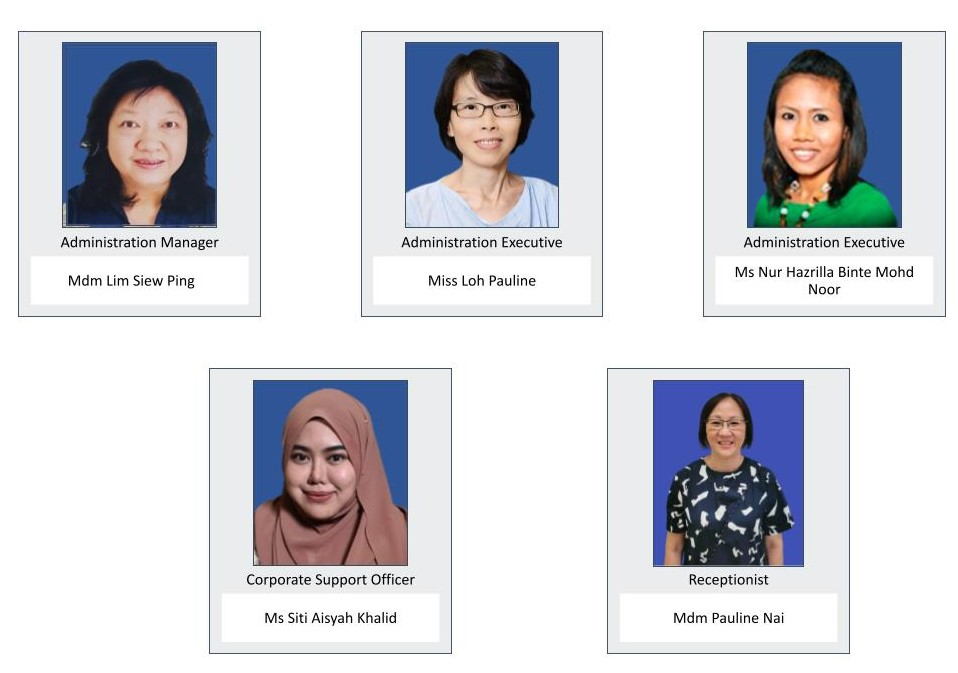 Administration Manager
Mdm Lim Siew Ping
Administration Executive
Miss Loh Pauline
Administration Executive
Ms Nur Hazrilla Binte Mohd
Noor
Corporate Support Officer
Ms Siti Aisyah Khalid
Receptionist
Mdm Pauline Nai